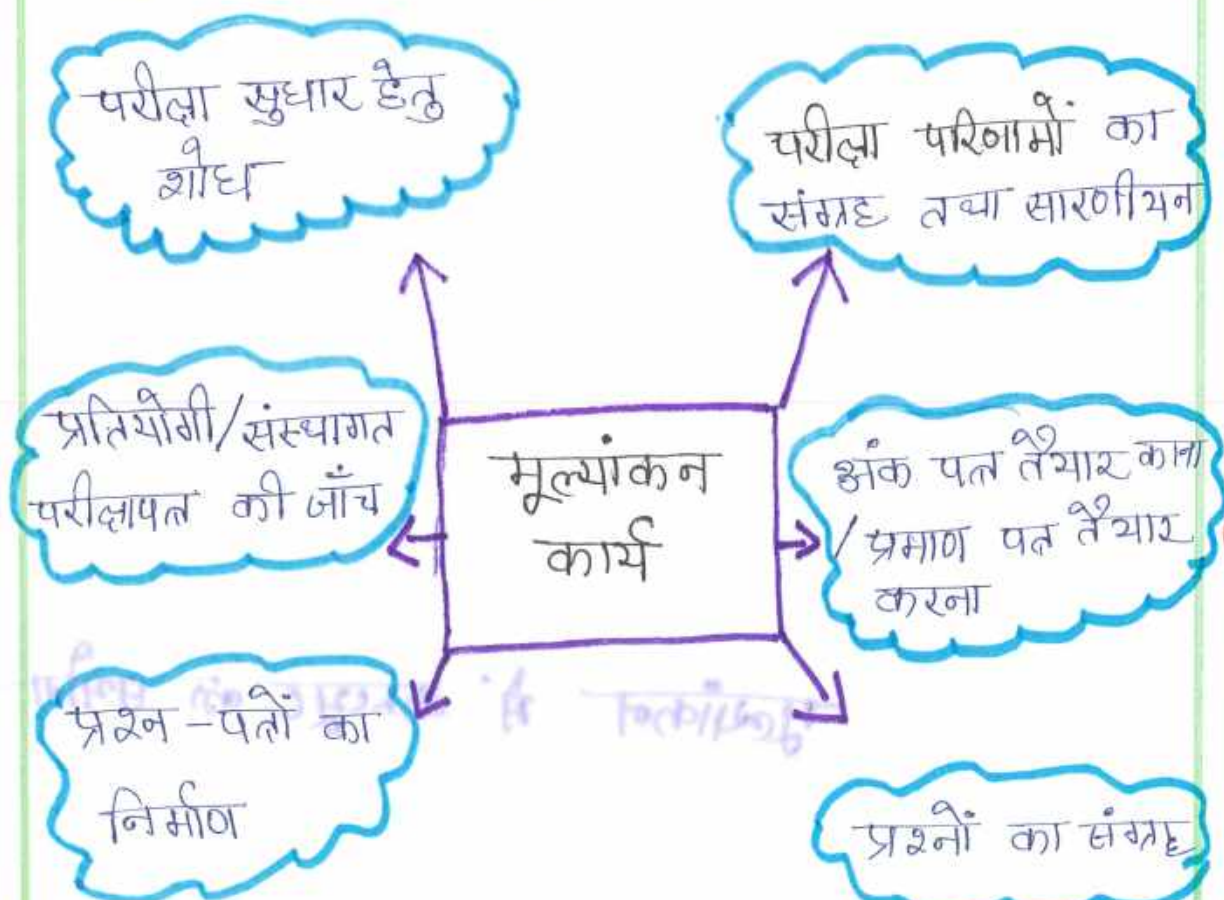 परीक्षा सुधार हेतु
शोध
परीक्षा परिणामों का
संग्रह तथा सारणीयन
प्रतियोगी/संस्थागत
परीक्षापत्र की जाँच
मूल्यांकन
कार्य
अंक पत्र तैयार काना
/ प्रमाण पत्र तैयार
करना
प्रश्न-पत्रों का
निर्माण
प्रश्नों का संग्रह